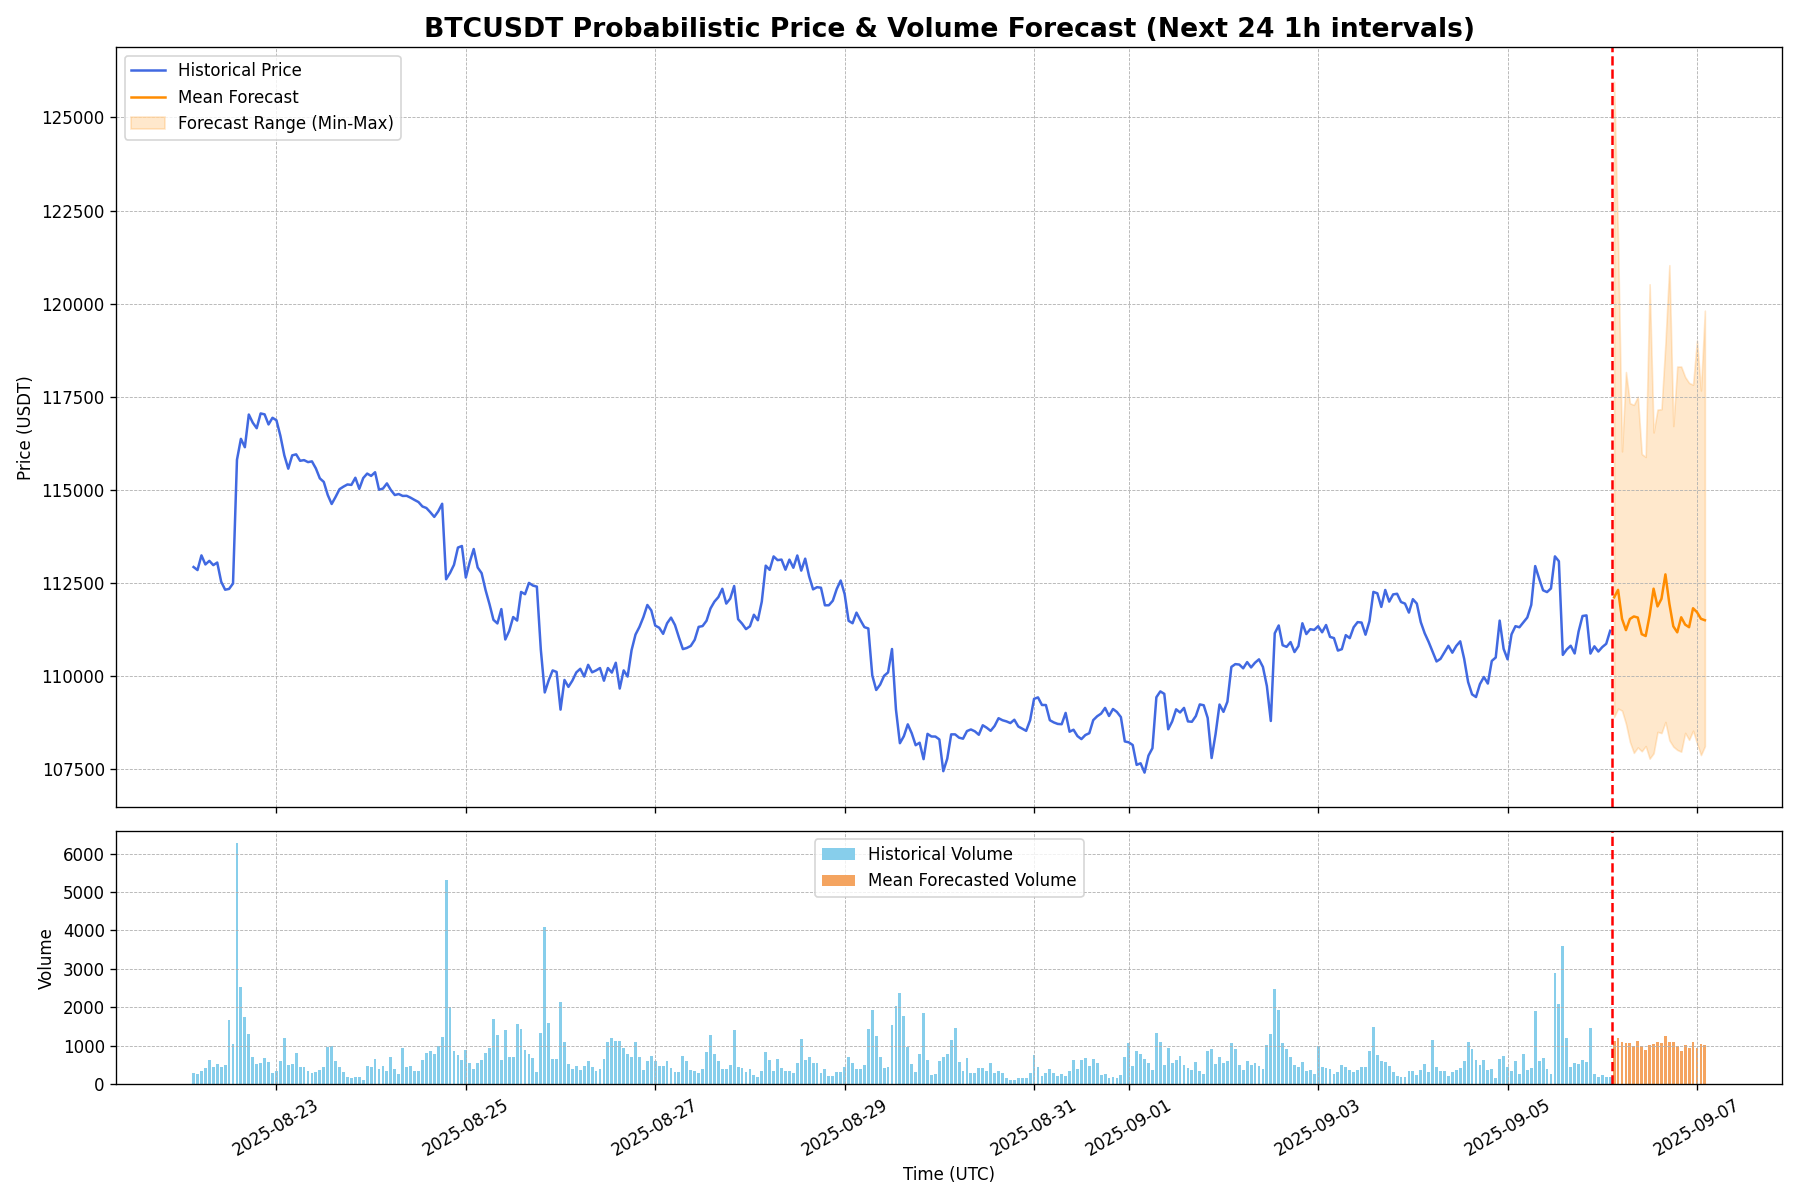 BTCUSDT Probabilistic Price & Volume Forecast (Next 24 1h intervals)
Historical Price
Mean Forecast
Forecast Range (Min-Max)
Price (USDT)
125000
122500
120000
117500
115000
112500
110000
107500
Historical Volume
Mean Forecasted Volume
Volume
6000
5000
4000
3000
2000
1000
0
2025-08-23
2025-08-25
2025-08-27
2025-08-29
2025-08-31
2025-09-01
2025-09-03
2025-09-05
2025-09-07
Time (UTC)